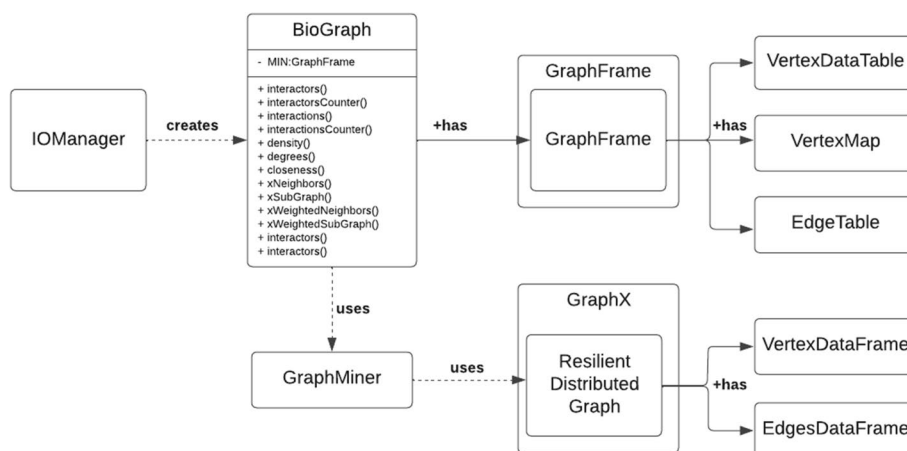 BioGraph
- MIN:GraphFrame
+ interactors()
+ interactorsCounter()
+ interactions()
+ interactionsCounter()
+ density()
+ degrees()
+ closeness()
+ xNeighbors()
+ xSubGraph()
+ xWeightedNeighbors()
+ xWeightedSubGraph()
+ interactors()
+ interactors()
IOManager
creates
+has
GraphFrame
GraphFrame
+has
VertexDataTable
VertexMap
EdgeTable
uses
GraphMiner
uses
GraphX
Resilient
Distributed
Graph
+has
VertexDataFrame
EdgesDataFrame